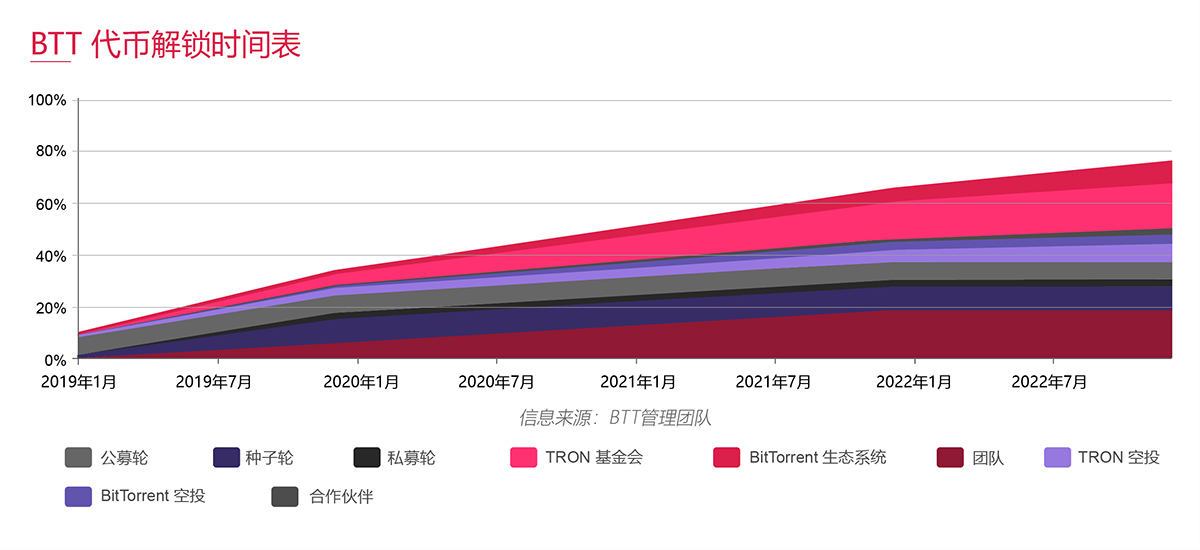 BTT 代币解锁时间表
100%
80%
60%
40%
20%
0%
2019年1月 2019年7月 2020年1月 2020年7月 2021年1月 2021年7月 2022年1月 2022年7月
信息来源：BTT管理团队
公募轮 种子轮 私募轮 TRON 基金会 BitTorrent 生态系统 团队 TRON 空投
BitTorrent 空投 合作伙伴